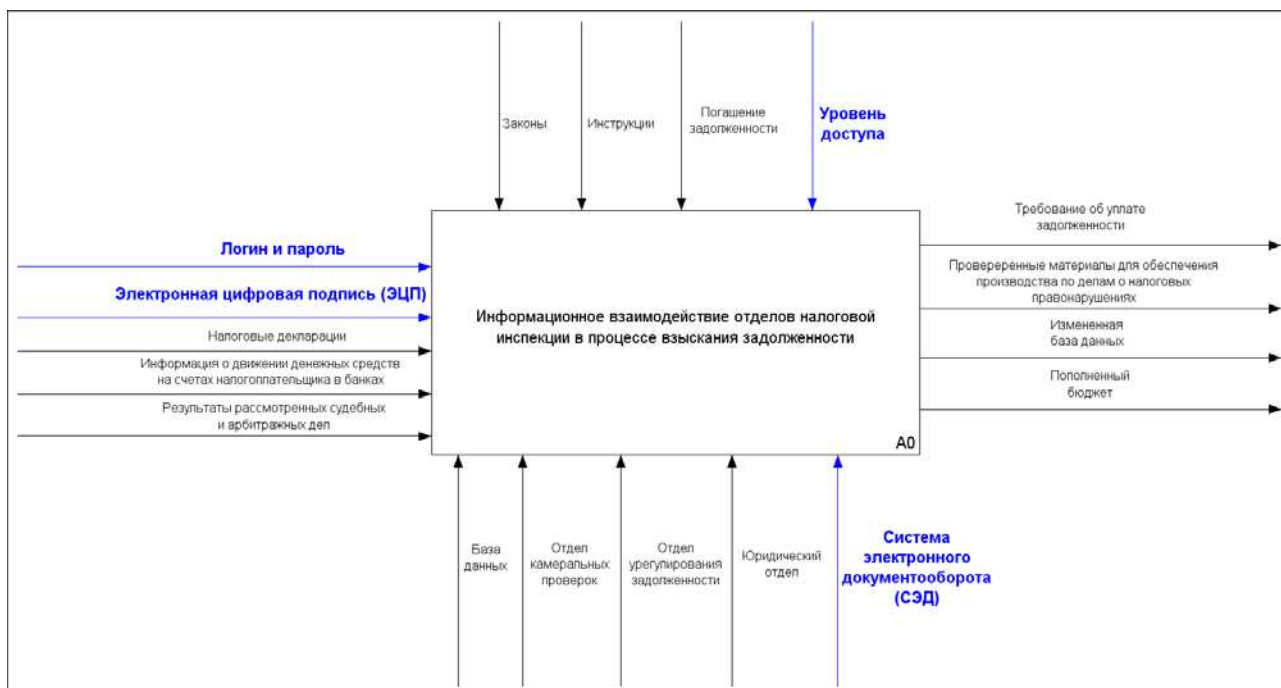 Законы
Инструкции
Погашение
задолженности
Уровень
доступа
Логин и пароль
Электронная цифровая подпись (ЭЦП)
Налоговые декларации
Информация о движении денежных средств
на счетах налогоплательщика в банках
Результаты рассмотренных судебных
и арбитражных дел
Информационное взаимодействие отделов налоговой
инспекции в процессе взыскания задолженности
A0
Требование об уплате
задолженности
Проверeренные материалы для обеспечения
производства по делам о налоговых
правонарушениях
Измененная
база данных
Пополненный
бюджет
База
данных
Отдел
камеральных
проверок
Отдел
урегулирования
задолженности
Юридический
отдел
Система
электронного
документооборота
(СЭД)